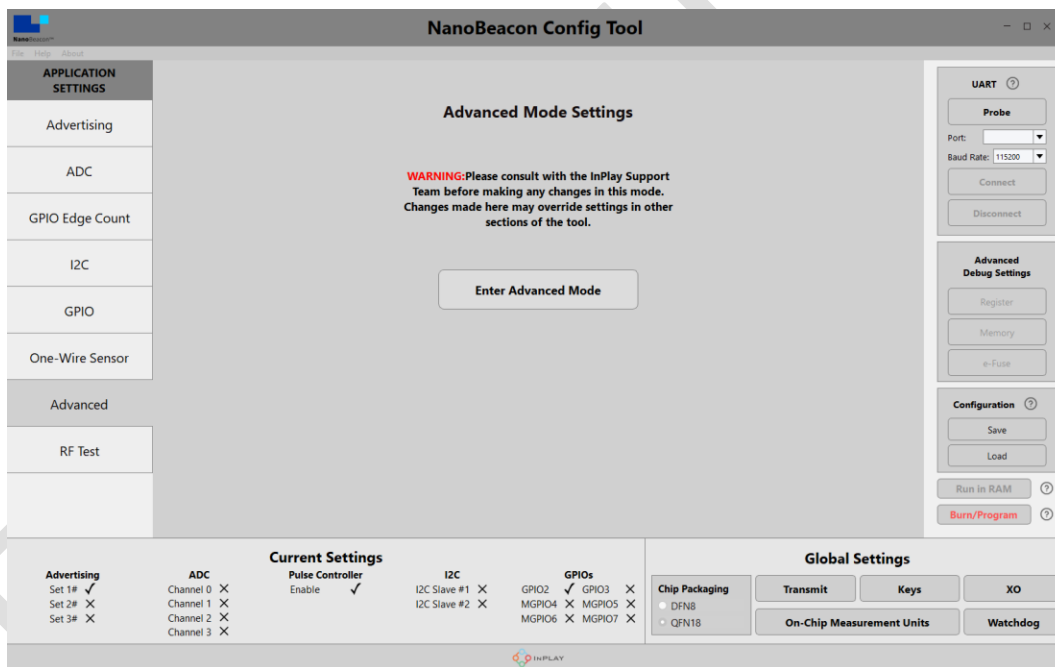 NanoBeacon Config Tool
NanoBeacon™
File Help About
APPLICATION
SETTINGS
Advertising
ADC
GPIO Edge Count
I2C
GPIO
One-Wire Sensor
Advanced
RF Test
Advanced Mode Settings
WARNING:Please consult with the InPlay Support
Team before making any changes in this mode.
Changes made here may override settings in other
sections of the tool.
Enter Advanced Mode
UART ?
Probe
Port:
Baud Rate: 115200
Connect
Disconnect
Advanced
Debug Settings
Register
Memory
e-Fuse
Configuration ?
Save
Load
Run in RAM ?
Burn/Program ?
Current Settings
Advertising
Set 1# ✓
Set 2# ✕
Set 3# ✕
ADC
Channel 0 ✕
Channel 1 ✕
Channel 2 ✕
Channel 3 ✕
Pulse Controller
Enable ✓
I2C
I2C Slave #1 ✕
I2C Slave #2 ✕
GPIOs
GPIO2 ✓ GPIO3 ✕
MGPIO4 ✕ MGPIO5 ✕
MGPIO6 ✕ MGPIO7 ✕
Global Settings
Chip Packaging
DFN8
QFN18
Transmit
Keys
XO
On-Chip Measurement Units
Watchdog
INPLAY